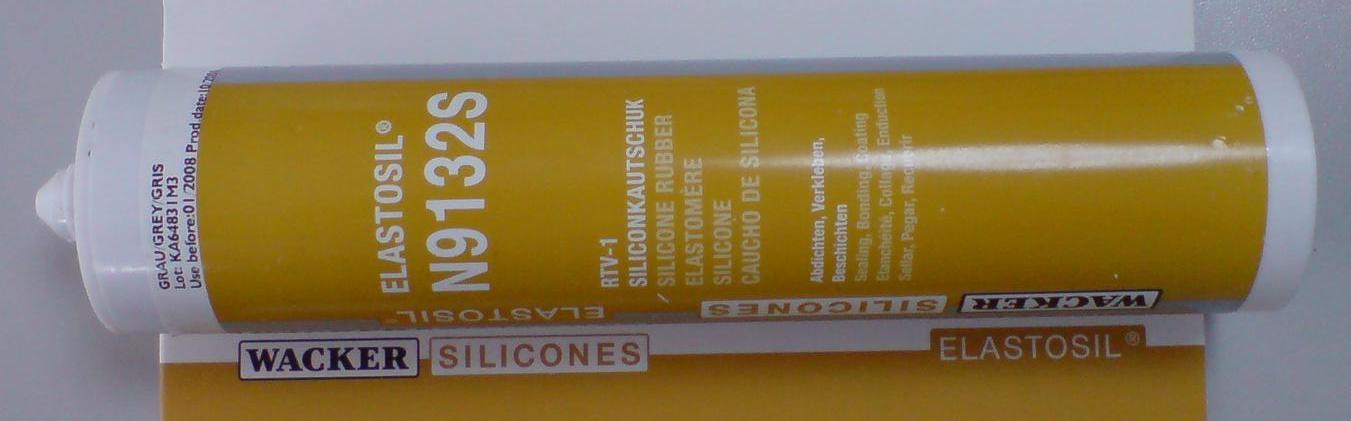 GRAU/GREY/GRIS
Lot: KA64831 M3
Use before:01/2008 Prod.date:10
ELASTOSIL®
N9132S
RTV-1
SILICONKAUTSCHUK
SILICONE RUBBER
ELASTOMÈRE
SILICONE
CAUCHO DE SILICONA
Abdichten, Verkleben,
Beschichten
Sealing, Bonding, Coating
Etanchéité, Collage, Enduction
Sellar, Pegar, Recubrir
ELASTOSIL®
SILICONES
WACKER
WACKER SILICONES
ELASTOSIL®